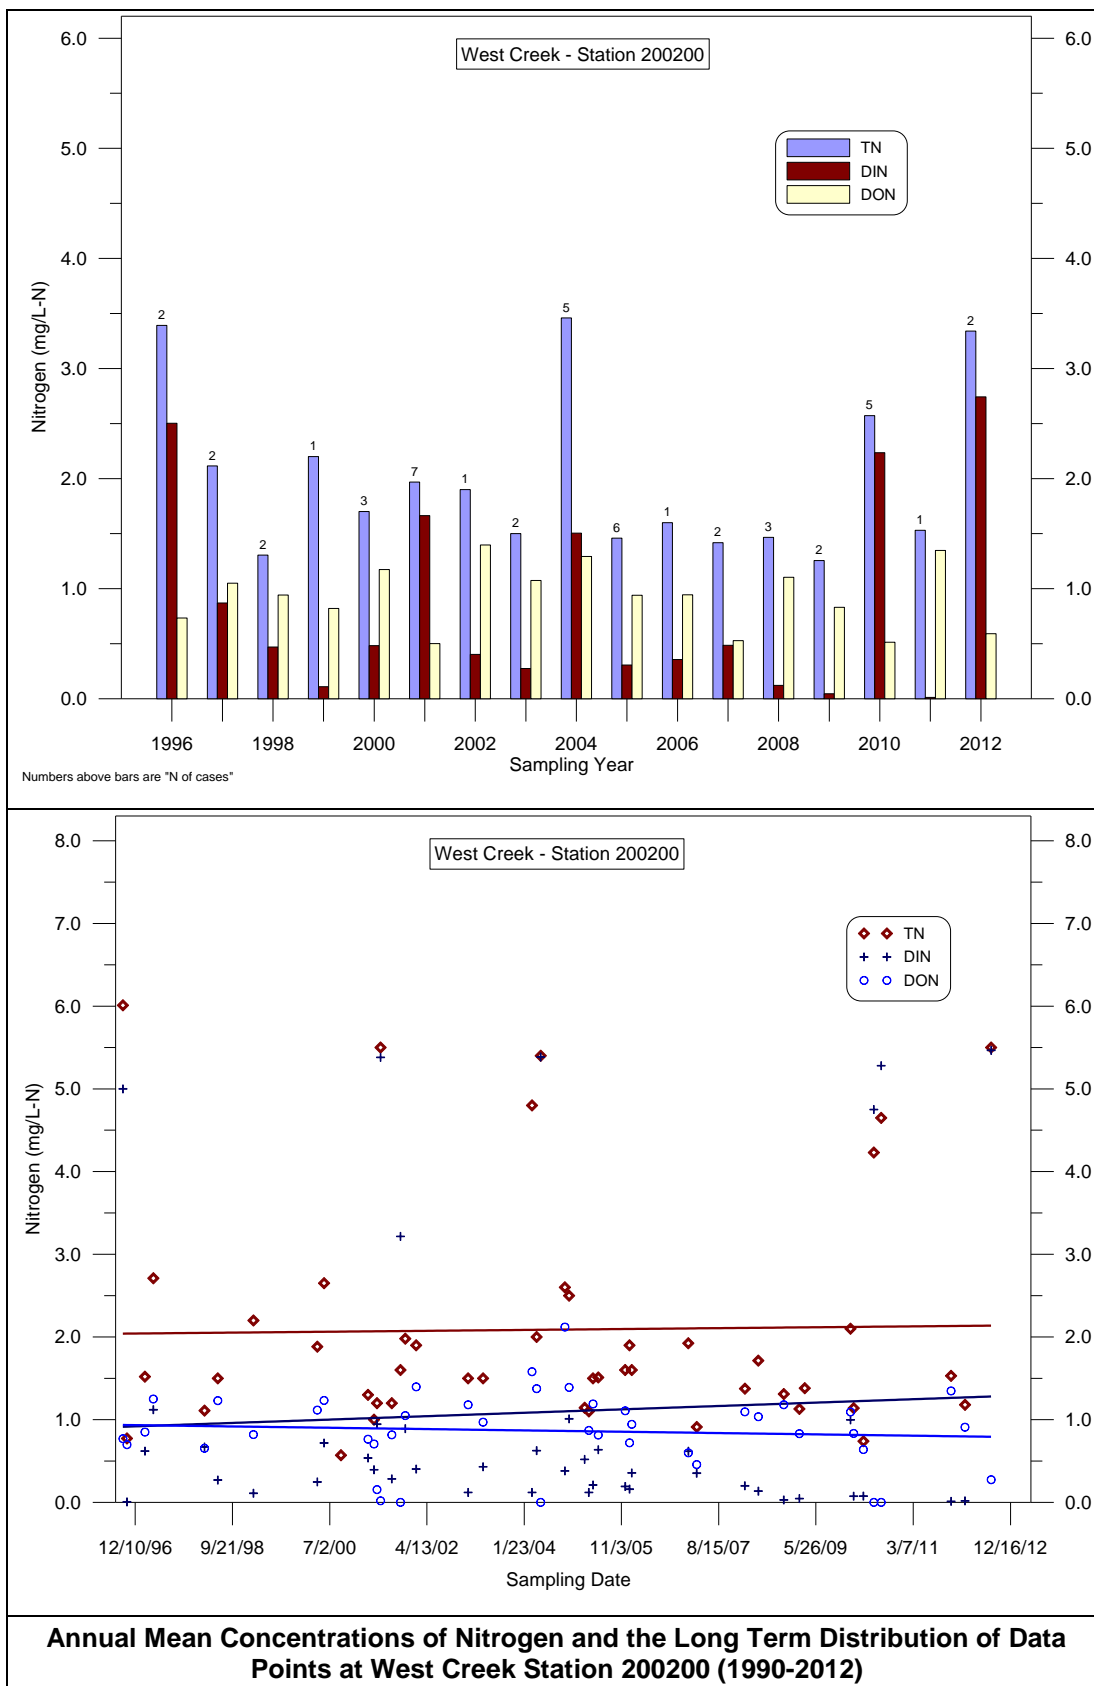 West Creek - Station 200200
6.0 6.0
5.0 5.0
4.0 4.0
3.0 3.0
2.0 2.0
1.0 1.0
0.0 0.0
Nitrogen (mg/L-N)
TN
DIN
DON
2 2 2 1 3 7 1 2 5 6 1 2 3 2 5 1 2
1996 1998 2000 2002 2004 2006 2008 2010 2012
Sampling Year
Numbers above bars are "N of cases"
West Creek - Station 200200
8.0 8.0
7.0 7.0
6.0 6.0
5.0 5.0
4.0 4.0
3.0 3.0
2.0 2.0
1.0 1.0
0.0 0.0
Nitrogen (mg/L-N)
TN
DIN
DON
12/10/96 9/21/98 7/2/00 4/13/02 1/23/04 11/3/05 8/15/07 5/26/09 3/7/11 12/16/12
Sampling Date
Annual Mean Concentrations of Nitrogen and the Long Term Distribution of Data
Points at West Creek Station 200200 (1990-2012)